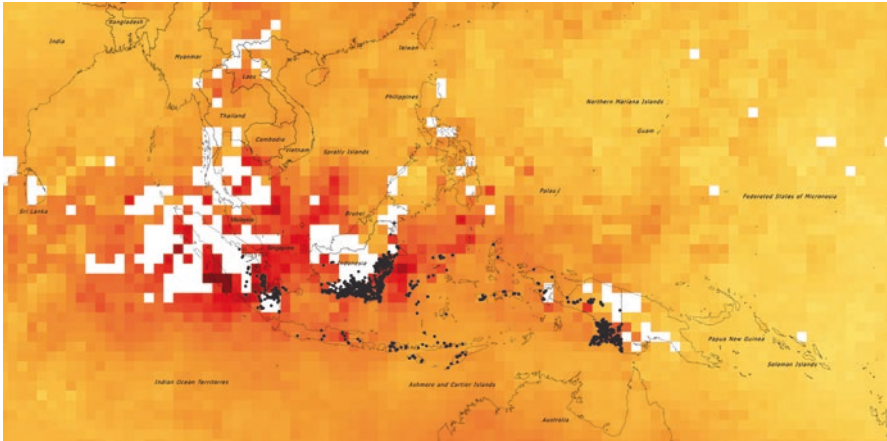 Bangladesh
India
Taiwan
Myanmar
Laos
Philippines
Northern Mariana Islands
Thailand
Guam
Cambodia
Vietnam
Spratly Islands
Palau
Federated States of Micronesia
Sri Lanka
Brunei
Malaysia
Singapore
Indonesia
Papua New Guinea
Solomon Islands
Indian Ocean Territories
Ashmore and Cartier Islands
Australia